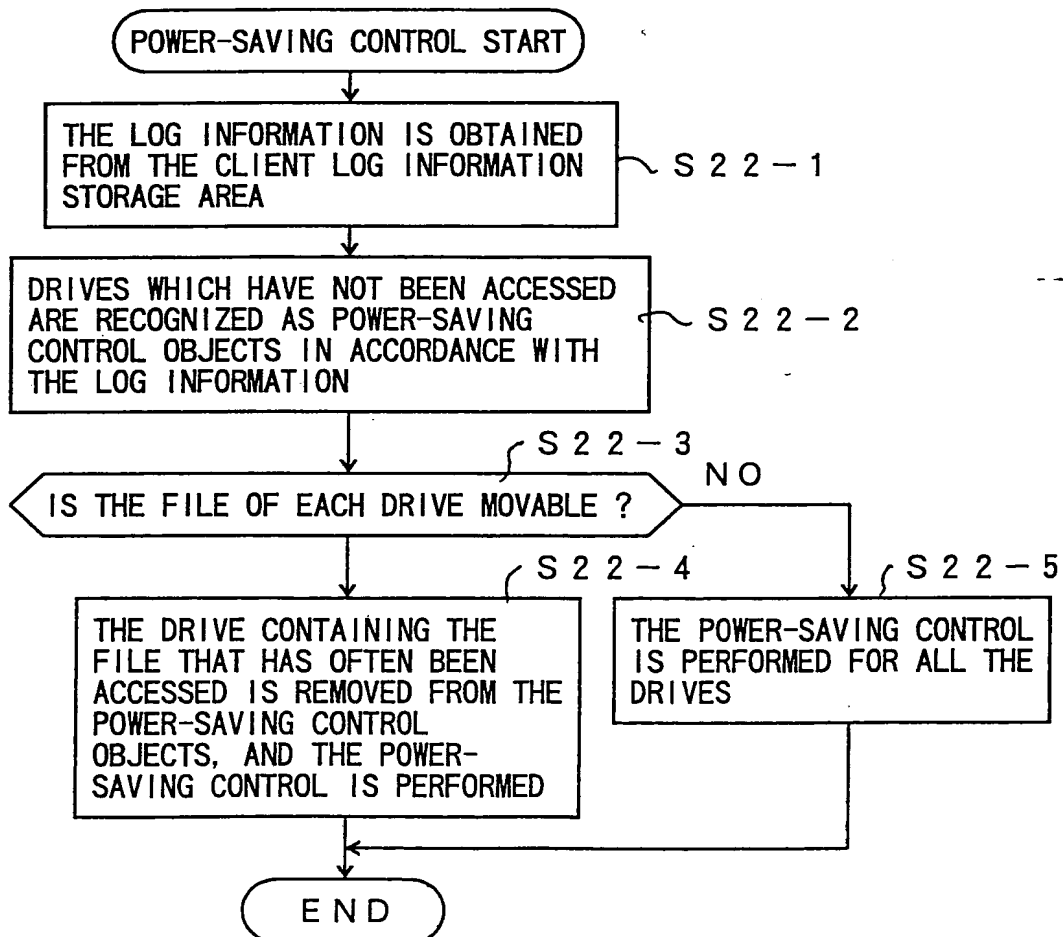 POWER-SAVING CONTROL START
THE LOG INFORMATION IS OBTAINED
FROM THE CLIENT LOG INFORMATION
STORAGE AREA
S22-1
DRIVES WHICH HAVE NOT BEEN ACCESSED
ARE RECOGNIZED AS POWER-SAVING
CONTROL OBJECTS IN ACCORDANCE WITH
THE LOG INFORMATION
S22-2
S22-3
IS THE FILE OF EACH DRIVE MOVABLE ?
NO
S22-4
THE DRIVE CONTAINING THE
FILE THAT HAS OFTEN BEEN
ACCESSED IS REMOVED FROM THE
POWER-SAVING CONTROL
OBJECTS, AND THE POWER-
SAVING CONTROL IS PERFORMED
S22-5
THE POWER-SAVING CONTROL
IS PERFORMED FOR ALL THE
DRIVES
END